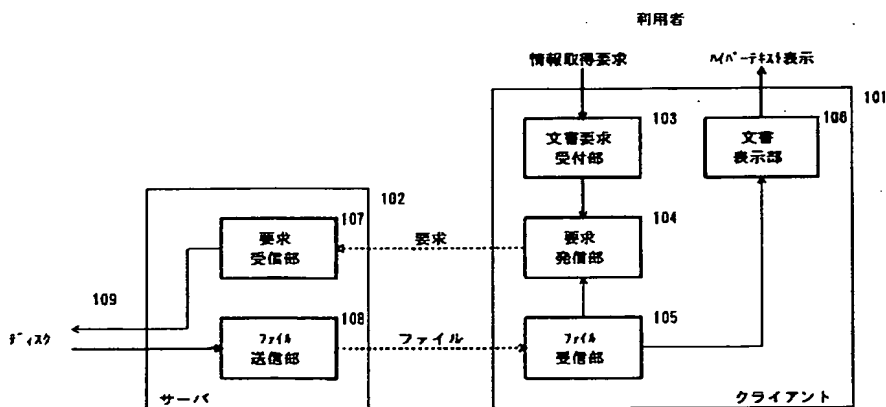 利用者
情報取得要求
ハイパーテキスト表示
101
103
文書要求
受付部
106
文書
表示部
102
107
要求
受信部
要求
104
要求
発信部
109
ディスク
108
ファイル
送信部
ファイル
105
ファイル
受信部
サーバ
クライアント